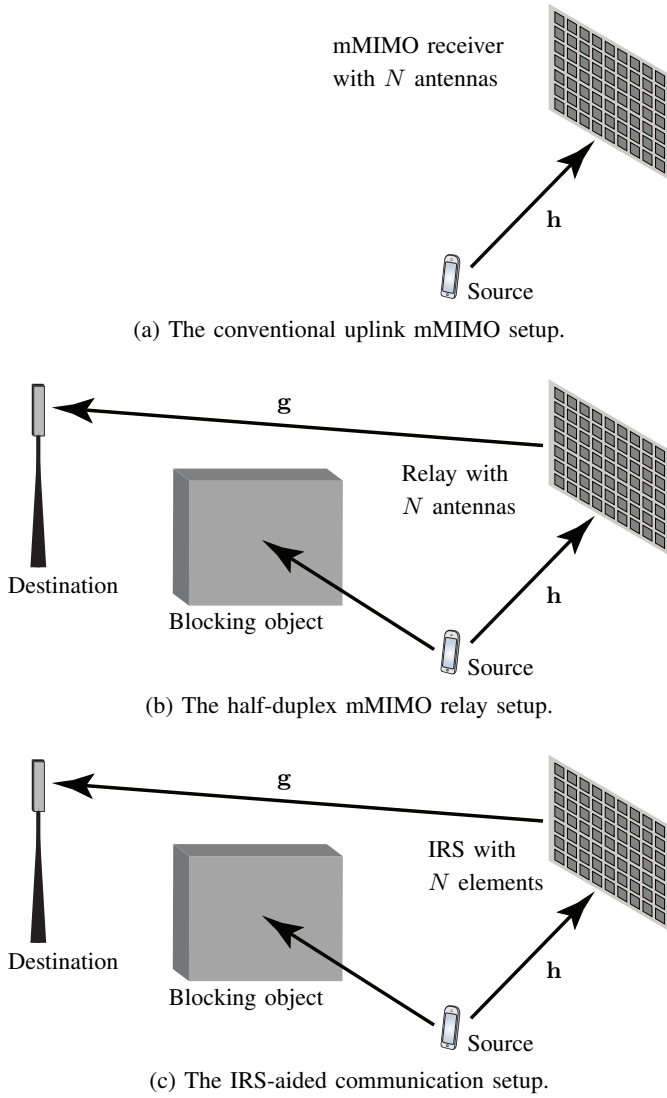 mMIMO receiver
with N antennas
h
Source
(a) The conventional uplink mMIMO setup.
g
Relay with
N antennas
Destination
Blocking object
h
Source
(b) The half-duplex mMIMO relay setup.
g
IRS with
N elements
Destination
Blocking object
h
Source
(c) The IRS-aided communication setup.